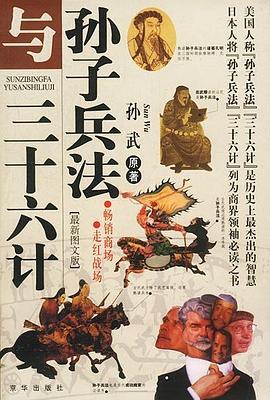 孙子兵法
与
三十六计
SUNZIBINGFA
YUSANSHILIUJI
Sun Wu
孙武
原著
[最新图文版]
·畅销商场
·走红战场
美国人称“孙子兵法”“三十六计”是历史上最杰出的智慧
日本人将“孙子兵法”“三十六计”列为商界领袖必读之书
京华出版社